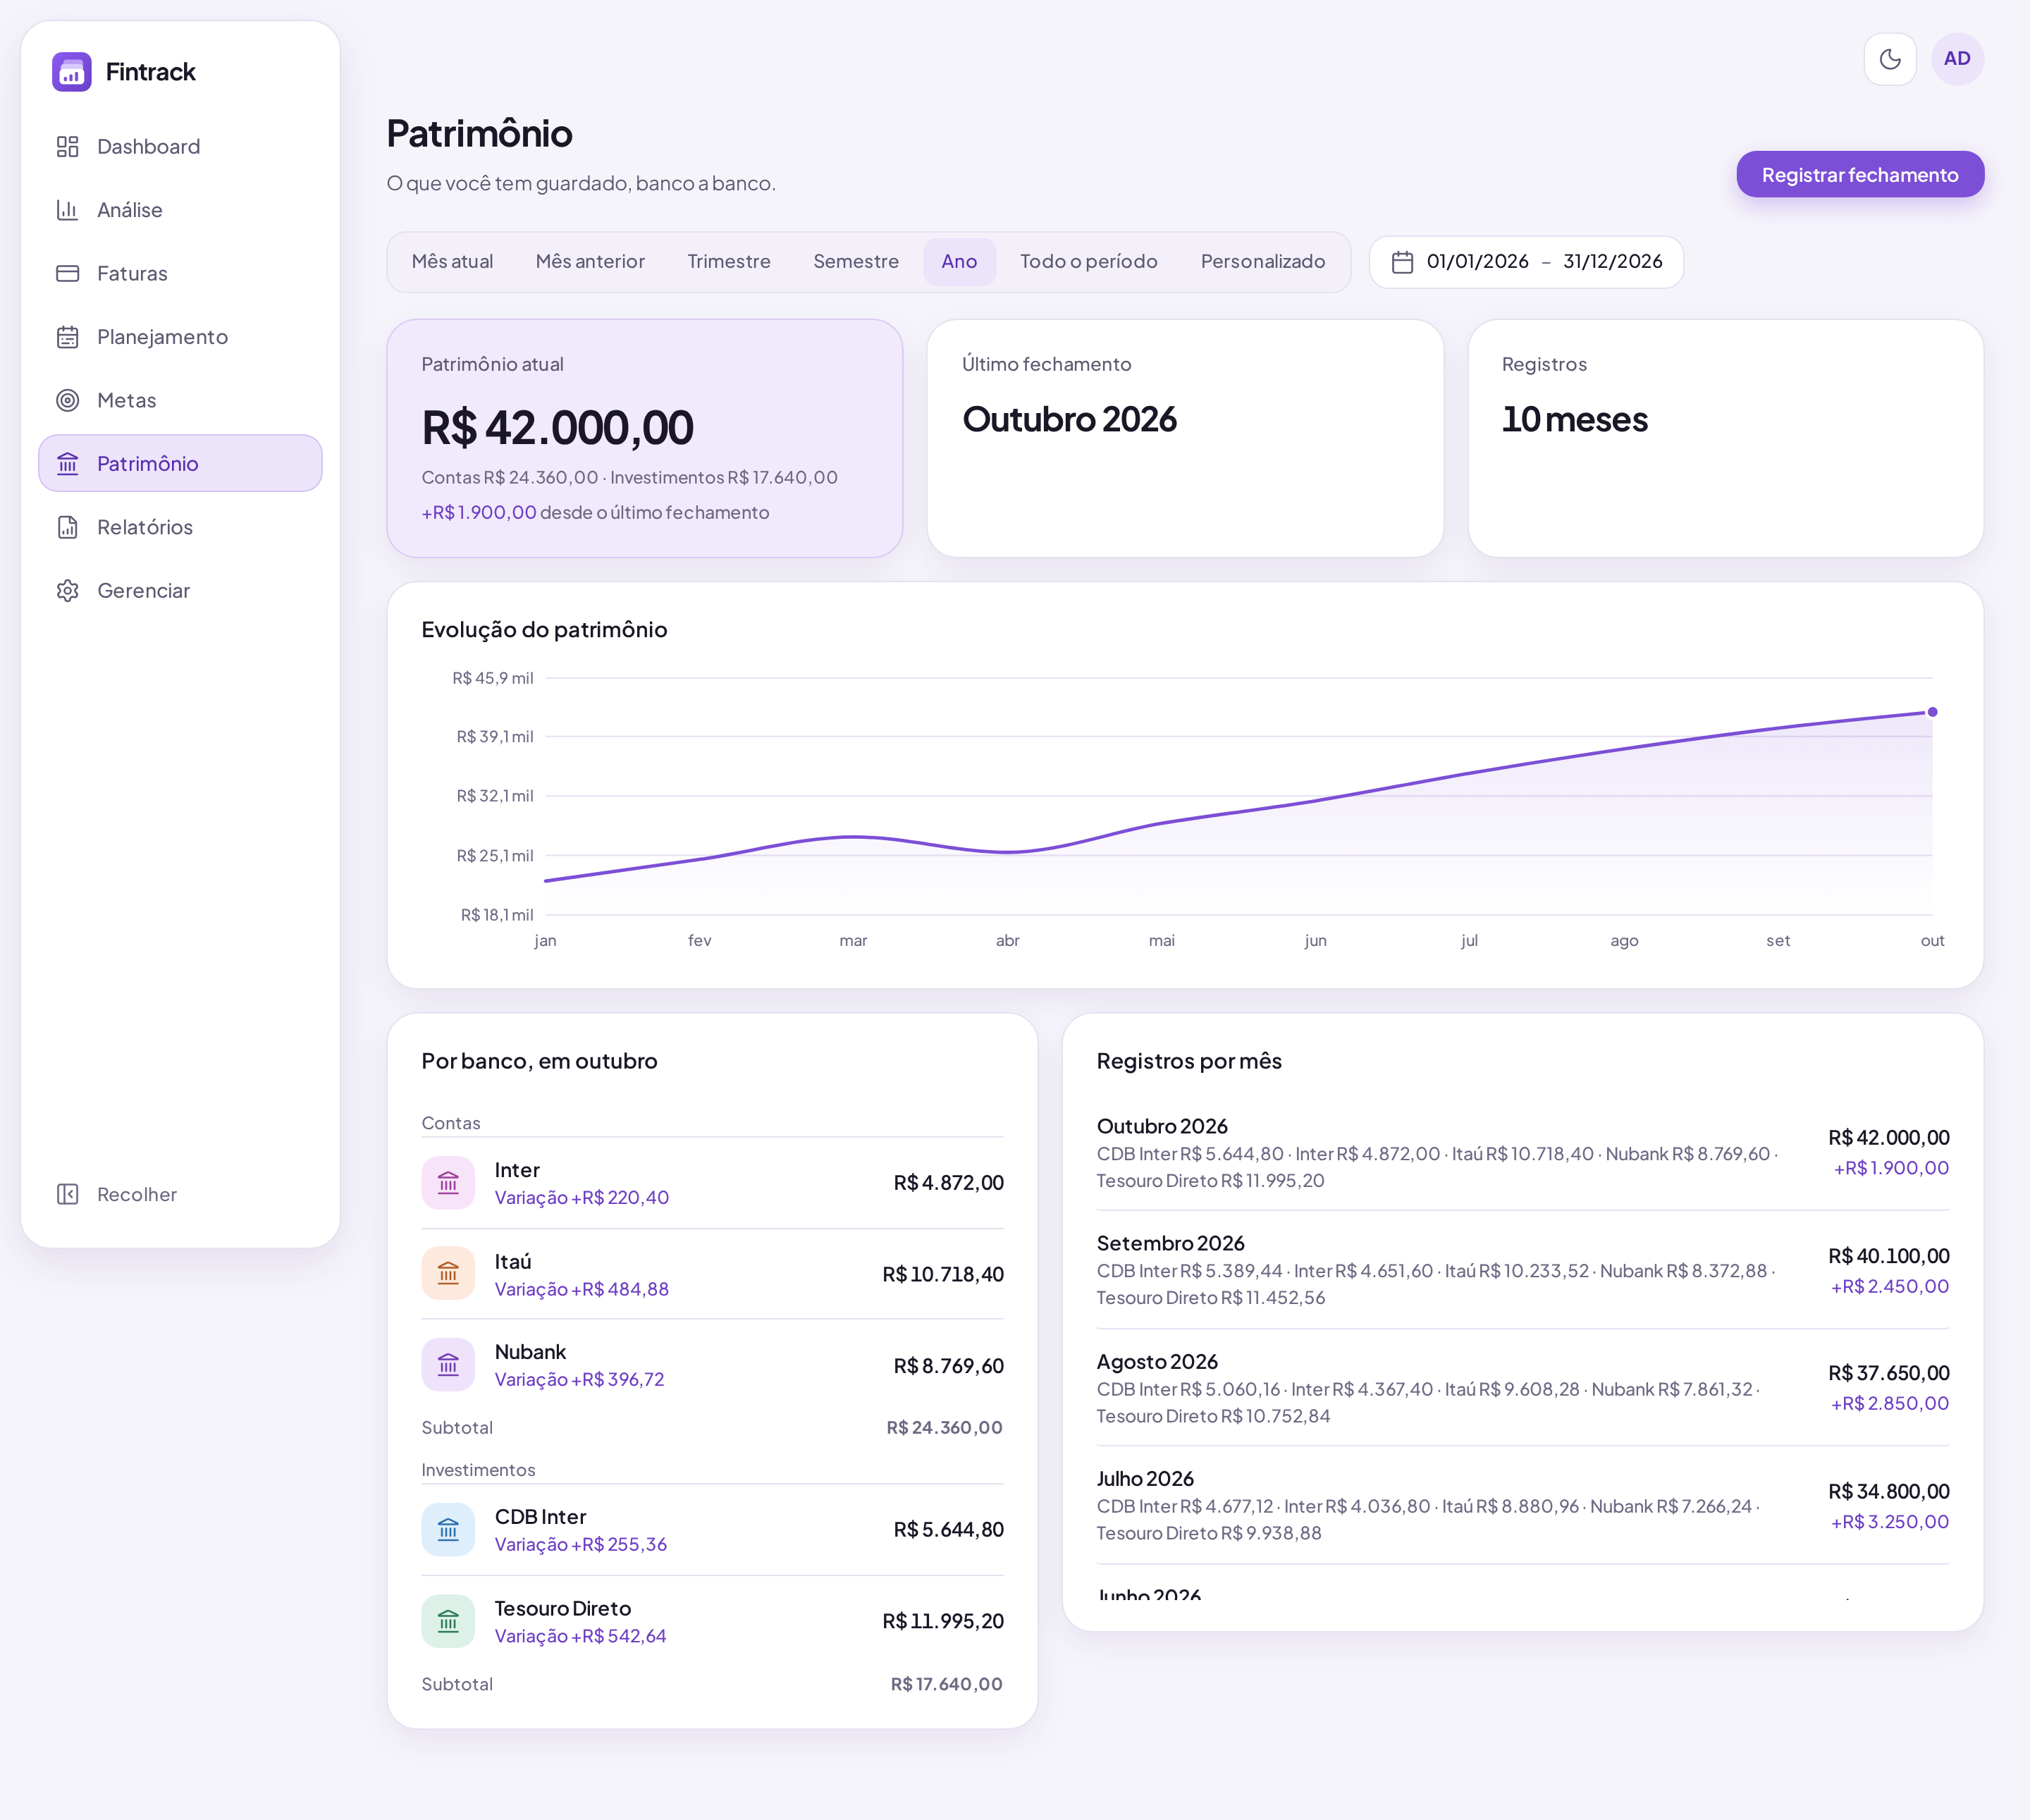 Fintrack
Dashboard
Análise
Faturas
Planejamento
Metas
Patrimônio
Relatórios
Gerenciar
Recolher
AD
Patrimônio
O que você tem guardado, banco a banco.
Registrar fechamento
Mês atual Mês anterior Trimestre Semestre Ano Todo o período Personalizado 01/01/2026 – 31/12/2026
Patrimônio atual
R$ 42.000,00
Contas R$ 24.360,00 · Investimentos R$ 17.640,00
+R$ 1.900,00 desde o último fechamento
Último fechamento
Outubro 2026
Registros
10 meses
Evolução do patrimônio
R$ 45,9 mil
R$ 39,1 mil
R$ 32,1 mil
R$ 25,1 mil
R$ 18,1 mil
jan fev mar abr mai jun jul ago set out
Por banco, em outubro
Contas
Inter
Variação +R$ 220,40
R$ 4.872,00
Itaú
Variação +R$ 484,88
R$ 10.718,40
Nubank
Variação +R$ 396,72
R$ 8.769,60
Subtotal R$ 24.360,00
Investimentos
CDB Inter
Variação +R$ 255,36
R$ 5.644,80
Tesouro Direto
Variação +R$ 542,64
R$ 11.995,20
Subtotal R$ 17.640,00
Registros por mês
Outubro 2026
CDB Inter R$ 5.644,80 · Inter R$ 4.872,00 · Itaú R$ 10.718,40 · Nubank R$ 8.769,60 ·
Tesouro Direto R$ 11.995,20
R$ 42.000,00
+R$ 1.900,00
Setembro 2026
CDB Inter R$ 5.389,44 · Inter R$ 4.651,60 · Itaú R$ 10.233,52 · Nubank R$ 8.372,88 ·
Tesouro Direto R$ 11.452,56
R$ 40.100,00
+R$ 2.450,00
Agosto 2026
CDB Inter R$ 5.060,16 · Inter R$ 4.367,40 · Itaú R$ 9.608,28 · Nubank R$ 7.861,32 ·
Tesouro Direto R$ 10.752,84
R$ 37.650,00
+R$ 2.850,00
Julho 2026
CDB Inter R$ 4.677,12 · Inter R$ 4.036,80 · Itaú R$ 8.880,96 · Nubank R$ 7.266,24 ·
Tesouro Direto R$ 9.938,88
R$ 34.800,00
+R$ 3.250,00
Junho 2026